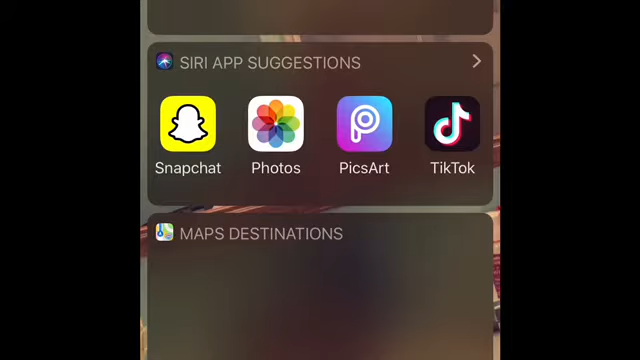 SIRI APP SUGGESTIONS
Snapchat Photos PicsArt TikTok
MAPS DESTINATIONS